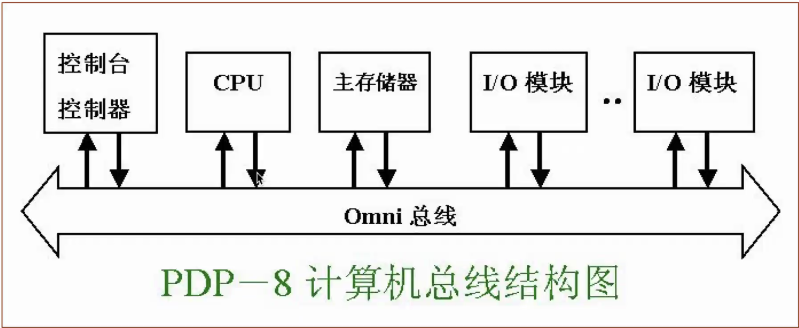 控制台
控制器
CPU
主存储器
I/O 模块
..
I/O 模块
Omni 总线
PDP－8 计算机总线结构图